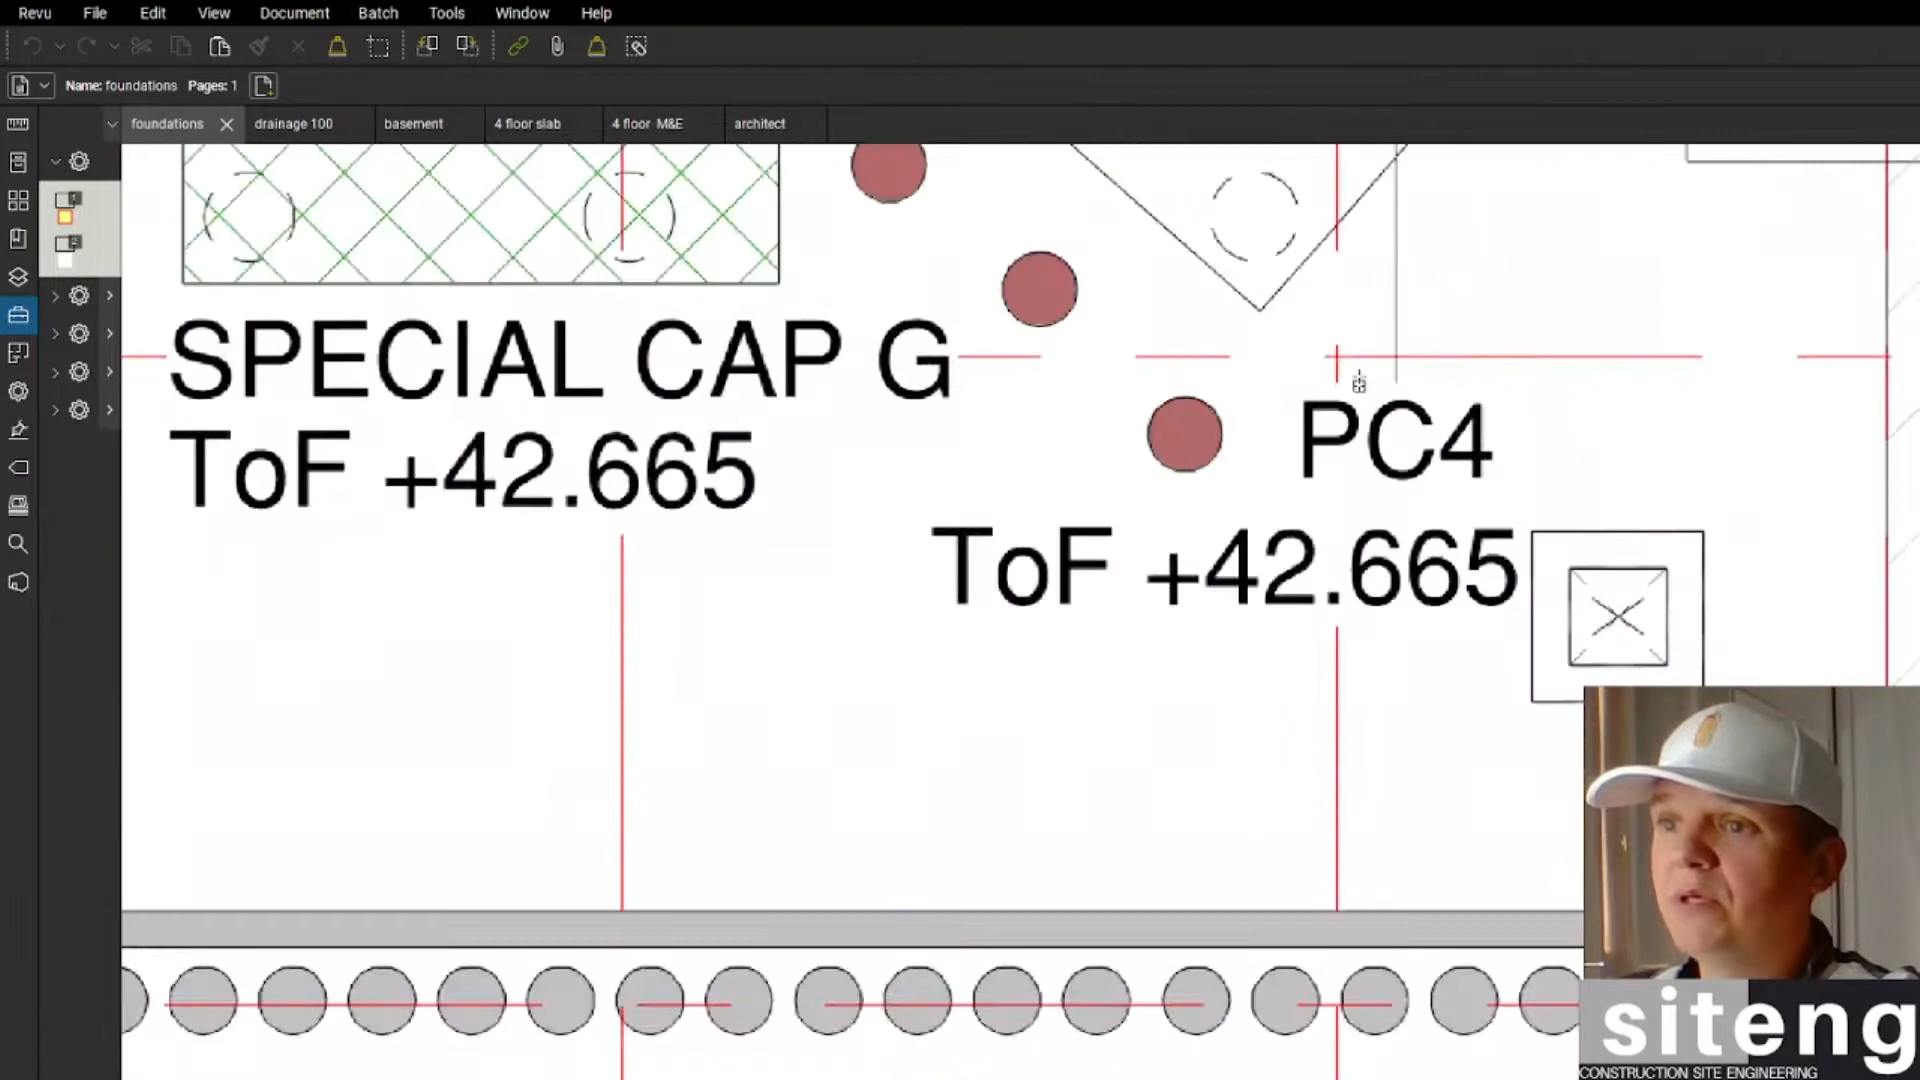 Revu File Edit View Document Batch Tools Window Help
Name: foundations Pages: 1
foundations drainage 100 basement 4 floor slab 4 floor M&E architect
SPECIAL CAP G
ToF +42.665
PC4
ToF +42.665
siteng
CONSTRUCTION SITE ENGINEERING